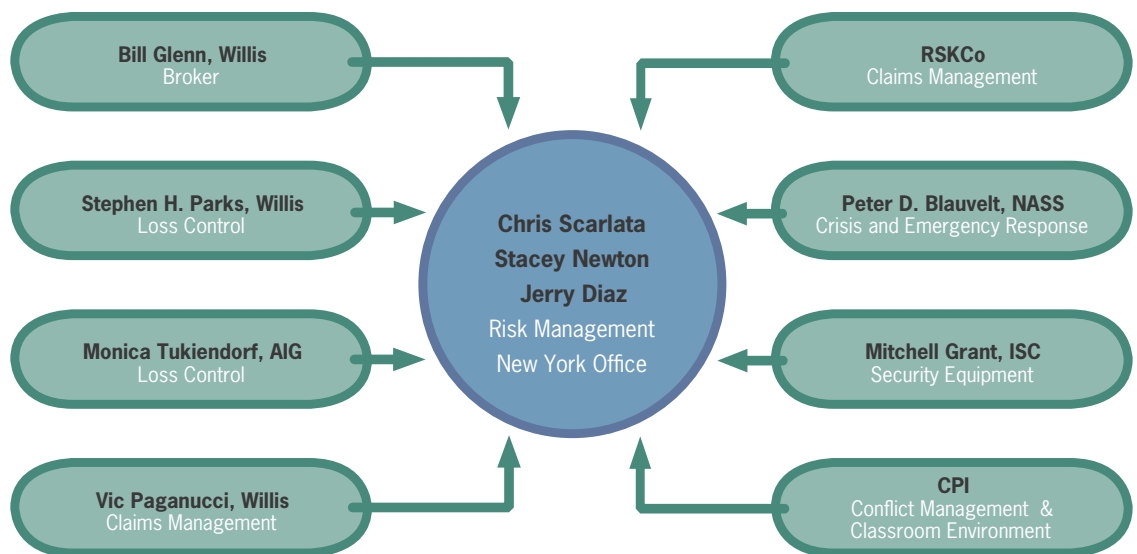 Bill Glenn, Willis
Broker
Stephen H. Parks, Willis
Loss Control
Monica Tukiendorf, AIG
Loss Control
Vic Paganucci, Willis
Claims Management
Chris Scarlata
Stacey Newton
Jerry Diaz
Risk Management
New York Office
RSKCo
Claims Management
Peter D. Blauvelt, NASS
Crisis and Emergency Response
Mitchell Grant, ISC
Security Equipment
CPI
Conflict Management &
Classroom Environment